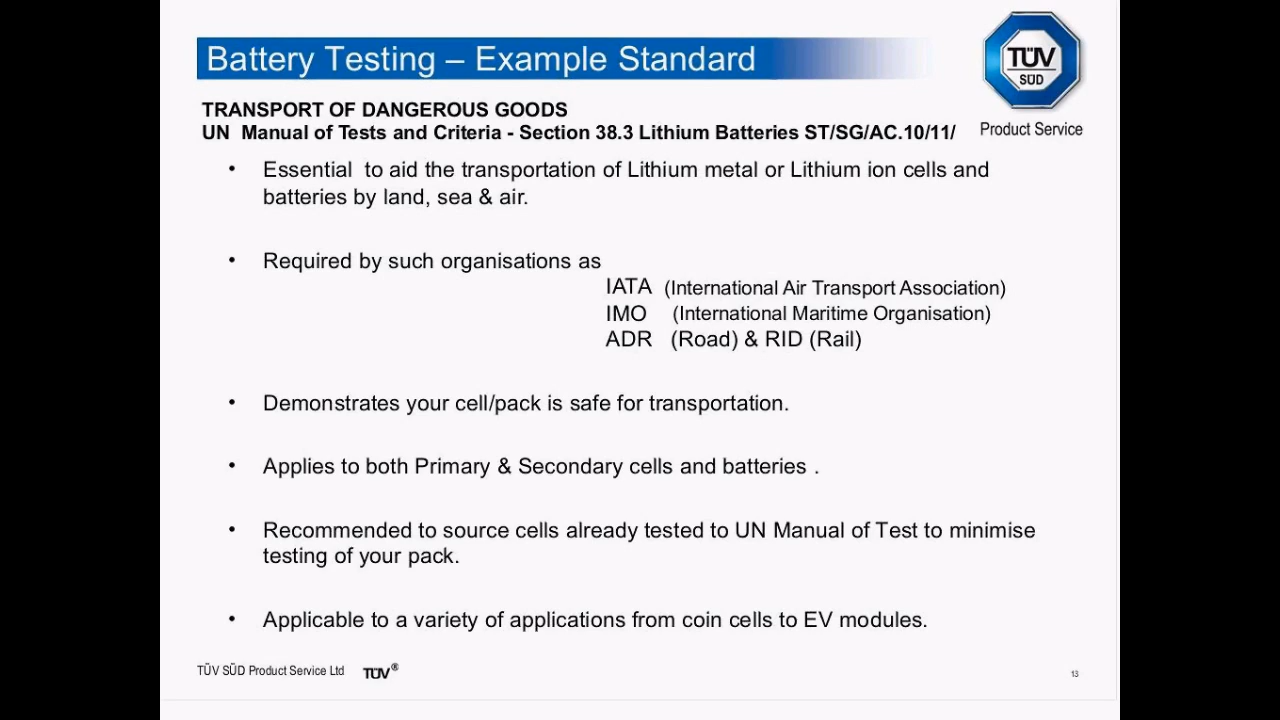 Battery Testing – Example Standard
TÜV
SÜD
Product Service
TRANSPORT OF DANGEROUS GOODS
UN Manual of Tests and Criteria - Section 38.3 Lithium Batteries ST/SG/AC.10/11/
• Essential to aid the transportation of Lithium metal or Lithium ion cells and
batteries by land, sea & air.
• Required by such organisations as
IATA (International Air Transport Association)
IMO (International Maritime Organisation)
ADR (Road) & RID (Rail)
• Demonstrates your cell/pack is safe for transportation.
• Applies to both Primary & Secondary cells and batteries .
• Recommended to source cells already tested to UN Manual of Test to minimise
testing of your pack.
• Applicable to a variety of applications from coin cells to EV modules.
TÜV SÜD Product Service Ltd TÜV®
13